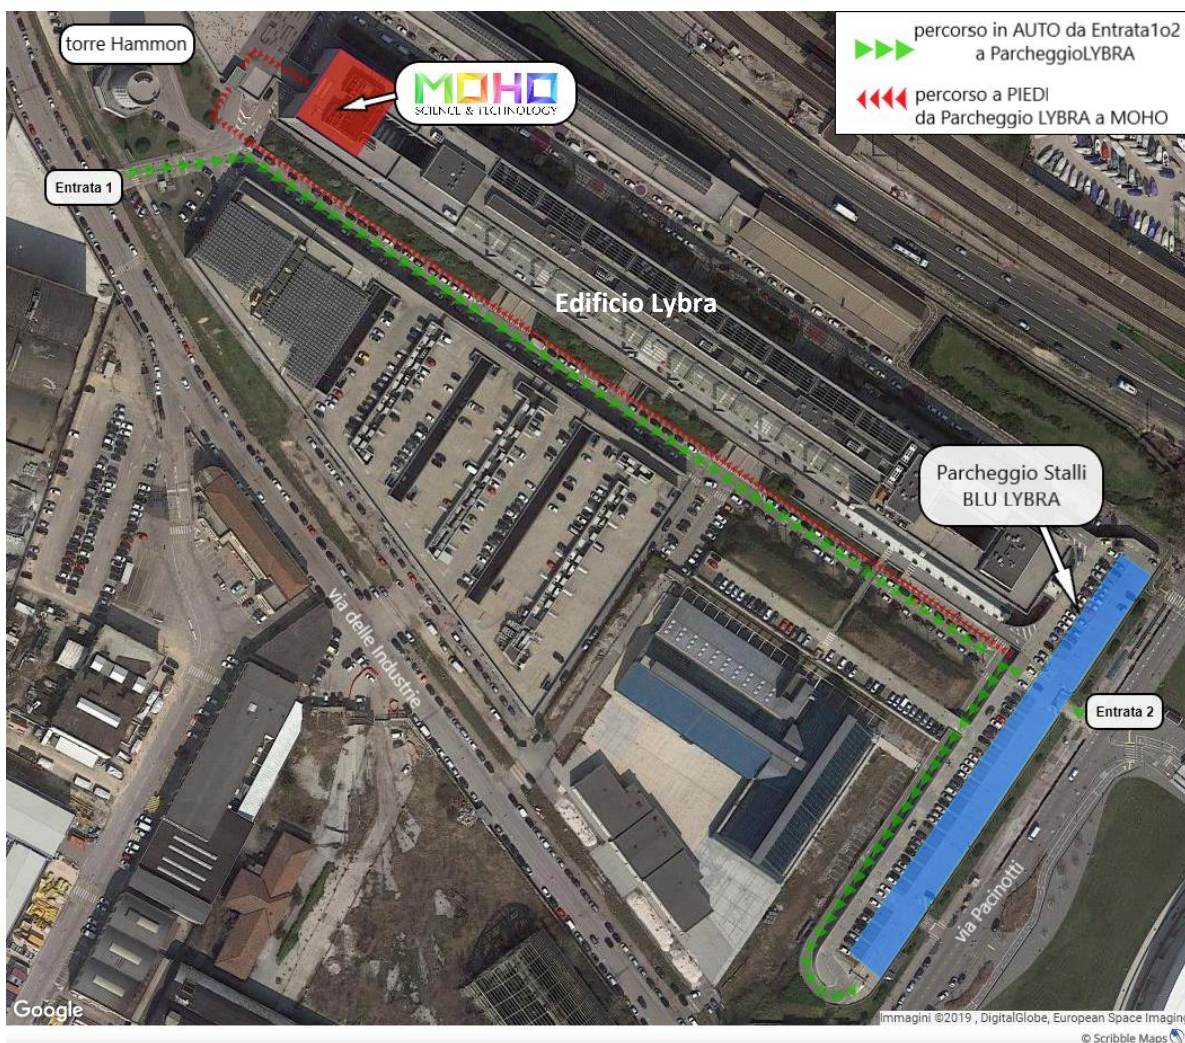 torre Hammon
MOHO
SCIENCE & TECHNOLOGY
percorso in AUTO da Entrata1o2
a ParcheggioLYBRA
percorso a PIEDI
da Parcheggio LYBRA a MOHO
Entrata 1
Edificio Lybra
Parcheggio Stalli
BLU LYBRA
via delle Industrie
Entrata 2
via Pacinotti
Google
Immagini ©2019 , DigitalGlobe, European Space Imaging
© Scribble Maps